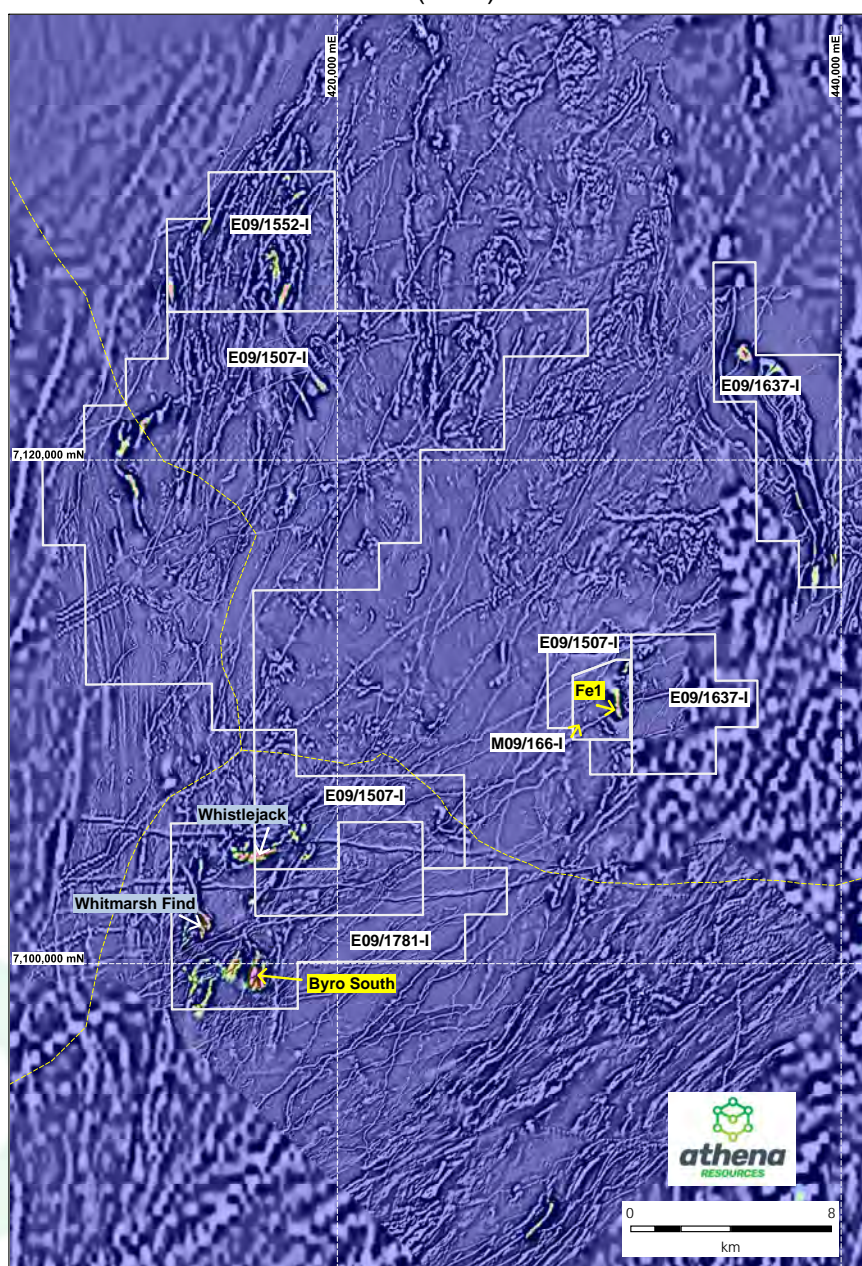 420,000 mE
440,000 mE
E09/1552-I
E09/1507-I
E09/1637-I
7,120,000 mN
E09/1507-I
Fe1
E09/1637-I
M09/166-I
E09/1507-I
Whistlejack
Whitmarsh Find
E09/1781-I
7,100,000 mN
Byro South
athena
RESOURCES
0
8
km